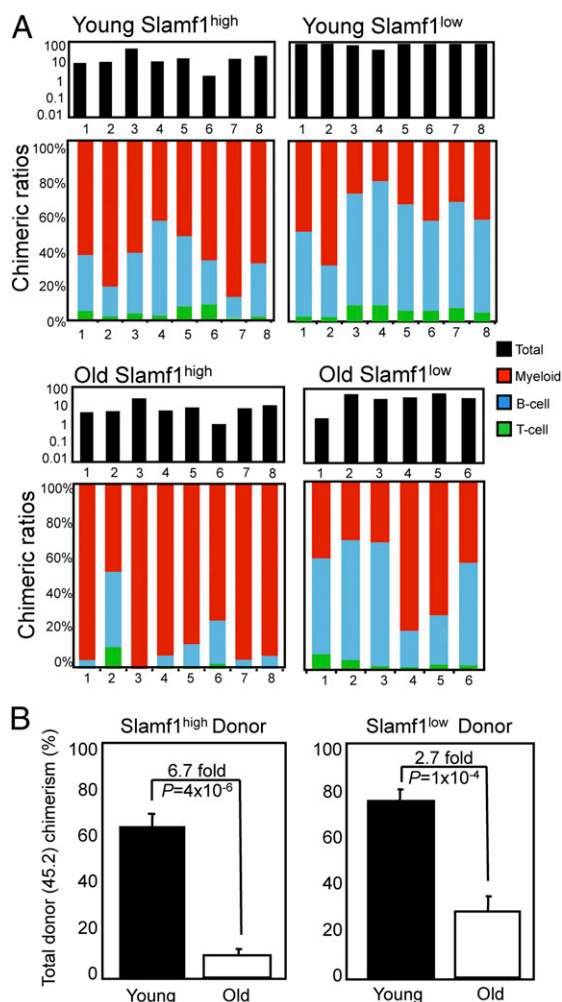 A
Young Slamf1high
Young Slamf1low
100
10
1
0.1
0.01
1 2 3 4 5 6 7 8
1 2 3 4 5 6 7 8
Chimeric ratios
100%
80%
60%
40%
20%
0%
1 2 3 4 5 6 7 8
1 2 3 4 5 6 7 8
Total
Myeloid
B-cell
T-cell
Old Slamf1high
Old Slamf1low
100
10
1
0.1
0.01
1 2 3 4 5 6 7 8
1 2 3 4 5 6
Chimeric ratios
100%
80%
60%
40%
20%
0%
1 2 3 4 5 6 7 8
1 2 3 4 5 6
B
Slamf1high Donor
Slamf1low Donor
Total donor (45.2) chimerism (%)
100
80
60
40
20
0
6.7 fold
P=4x10-6
Young Old
100
80
60
40
20
0
2.7 fold
P=1x10-4
Young Old